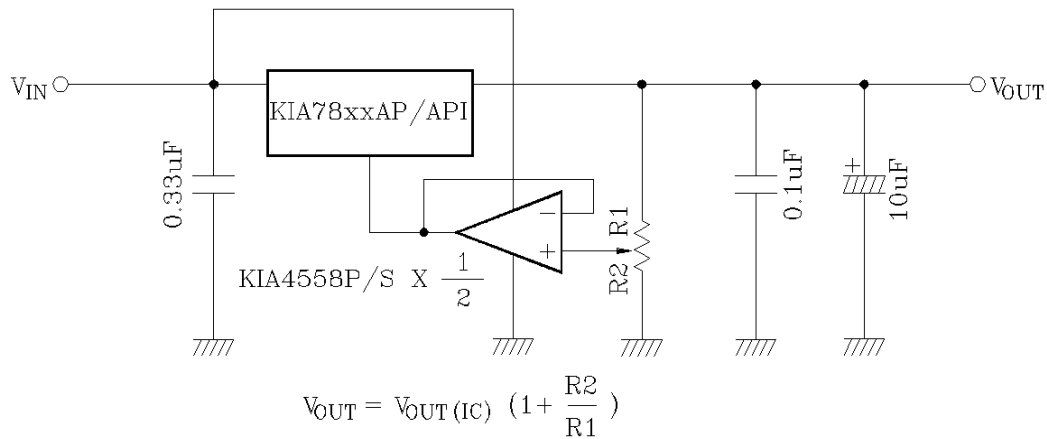 VIN
KIA78xxAP/API
VOUT
0.33uF
R1
R2
0.1uF
+
10uF
−
+
KIA4558P/S X 1/2
VOUT = VOUT(IC) (1+ R2/R1)